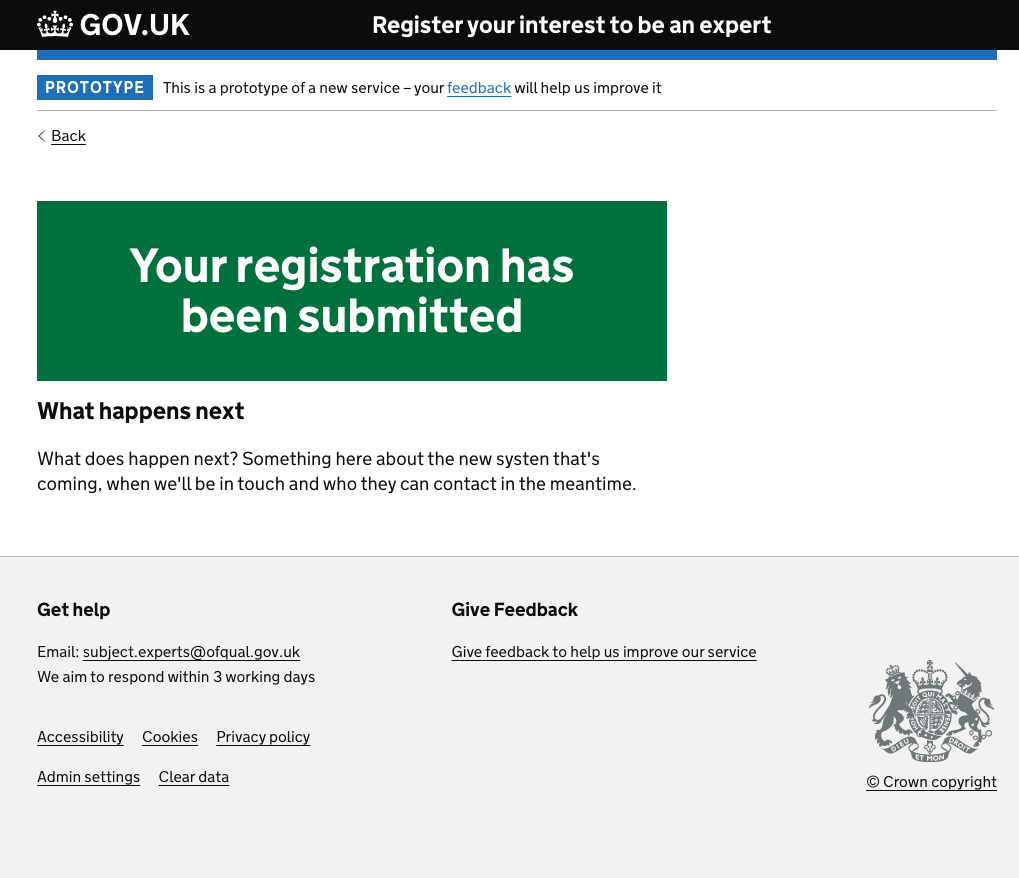 GOV.UK
Register your interest to be an expert
PROTOTYPE This is a prototype of a new service – your feedback will help us improve it
Back
Your registration has
been submitted
What happens next
What does happen next? Something here about the new systen that's
coming, when we'll be in touch and who they can contact in the meantime.
Get help
Email: subject.experts@ofqual.gov.uk
We aim to respond within 3 working days
Give Feedback
Give feedback to help us improve our service
Accessibility Cookies Privacy policy
Admin settings Clear data
DIEU ET MON DROIT
© Crown copyright